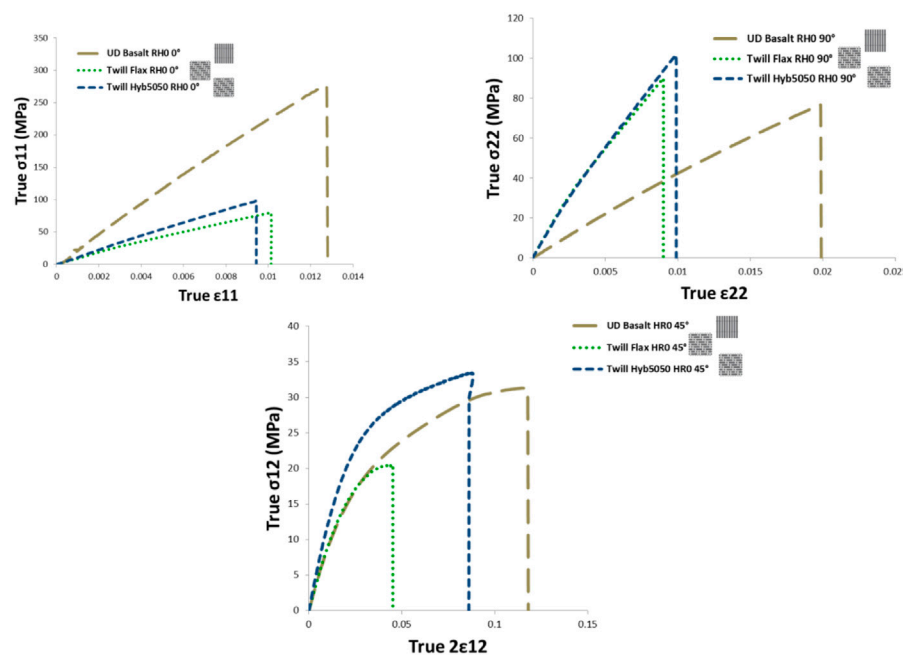 350
300
250
200
150
100
50
0
0
0.002
0.004
0.006
0.008
0.010
0.012
0.014
True σ11 (MPa)
True ε11
UD Basalt RH0 0°
Twill Flax RH0 0°
Twill Hyb5050 RH0 0°
120
100
80
60
40
20
0
0
0.005
0.01
0.015
0.02
0.025
True σ22 (MPa)
True ε22
UD Basalt RH0 90°
Twill Flax RH0 90°
Twill Hyb5050 RH0 90°
40
35
30
25
20
15
10
5
0
0
0.05
0.1
0.15
True σ12 (MPa)
True 2ε12
UD Basalt HR0 45°
Twill Flax HR0 45°
Twill Hyb5050 HR0 45°